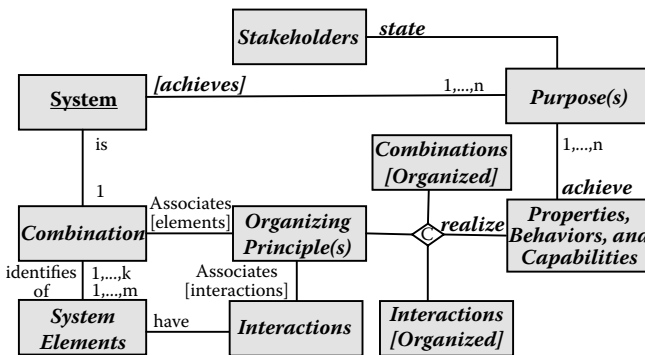 Stakeholders
state
System
[achieves]
1,...,n
Purpose(s)
is
1
Combinations
[Organized]
1,...,n
achieve
Combination
Associates
[elements]
Organizing
Principle(s)
C
realize
Properties,
Behaviors, and
Capabilities
identifies
of
1,...,k
1,...,m
Associates
[interactions]
System
Elements
have
Interactions
Interactions
[Organized]